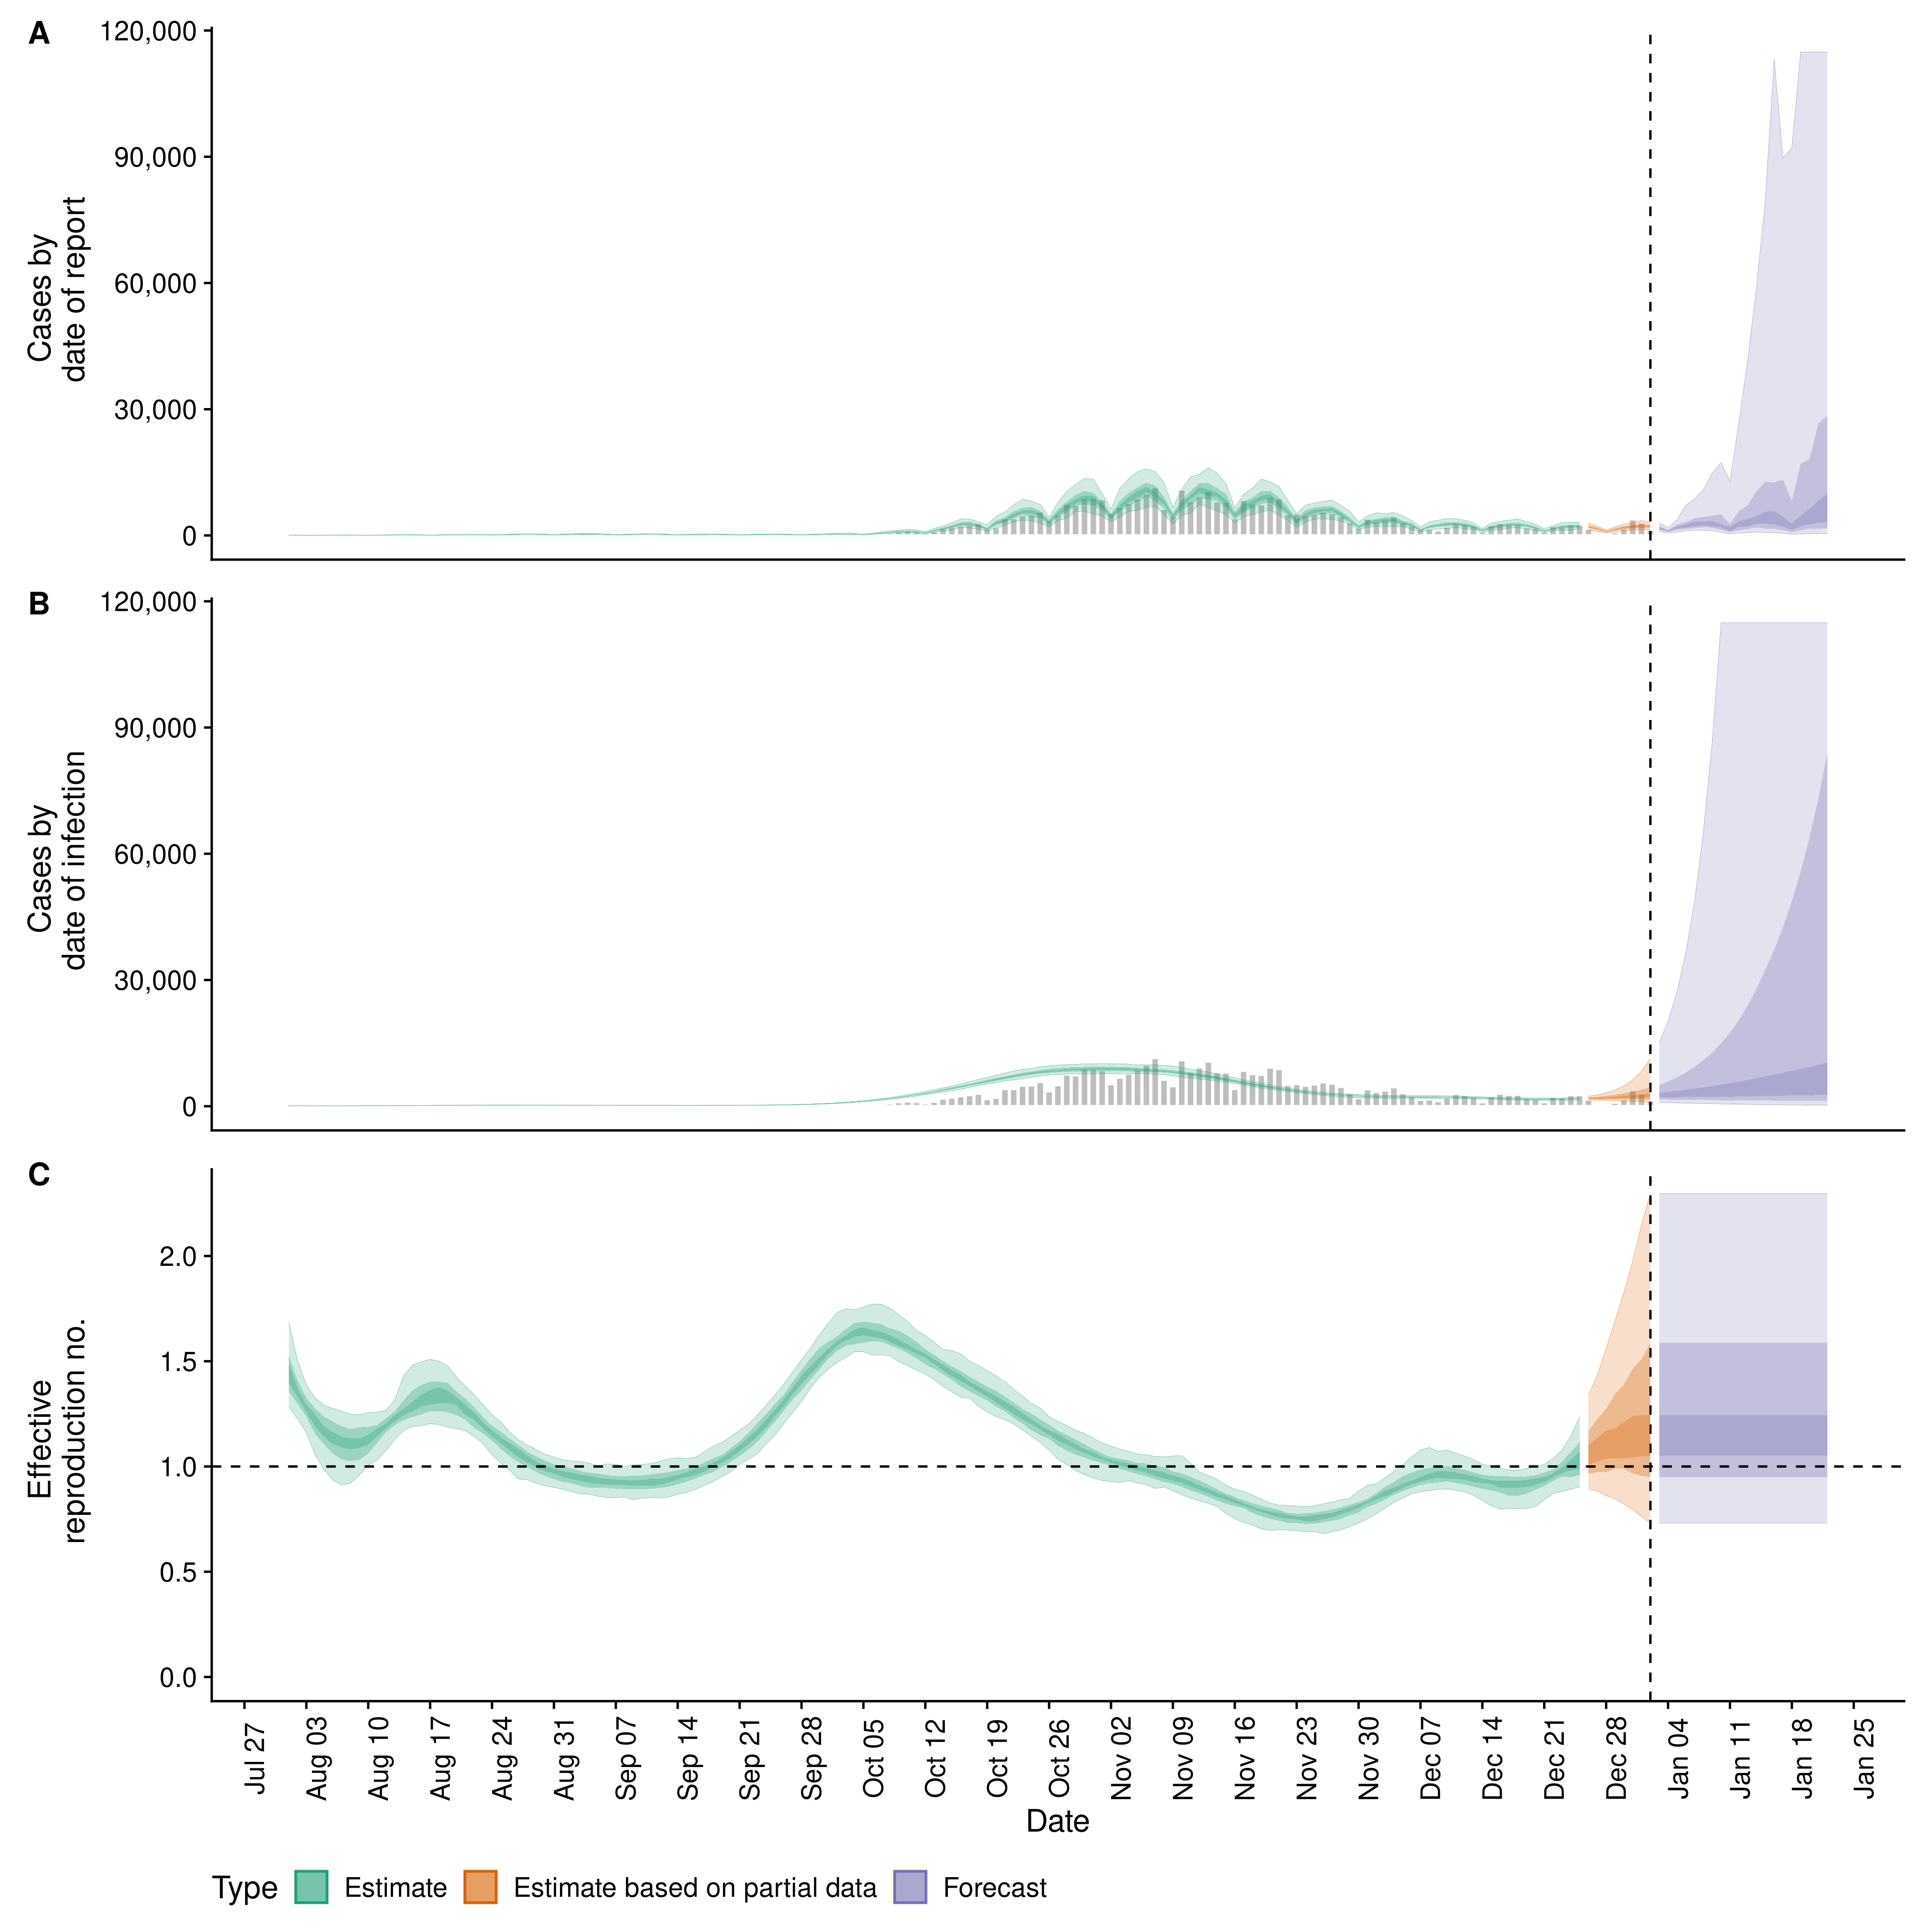 A
120,000
90,000
60,000
30,000
0
Cases by
date of report
B
120,000
90,000
60,000
30,000
0
Cases by
date of infection
C
2.0
1.5
1.0
0.5
0.0
Effective
reproduction no.
Jul 27
Aug 03
Aug 10
Aug 17
Aug 24
Aug 31
Sep 07
Sep 14
Sep 21
Sep 28
Oct 05
Oct 12
Oct 19
Oct 26
Nov 02
Nov 09
Nov 16
Nov 23
Nov 30
Dec 07
Dec 14
Dec 21
Dec 28
Jan 04
Jan 11
Jan 18
Jan 25
Date
Type Estimate Estimate based on partial data Forecast